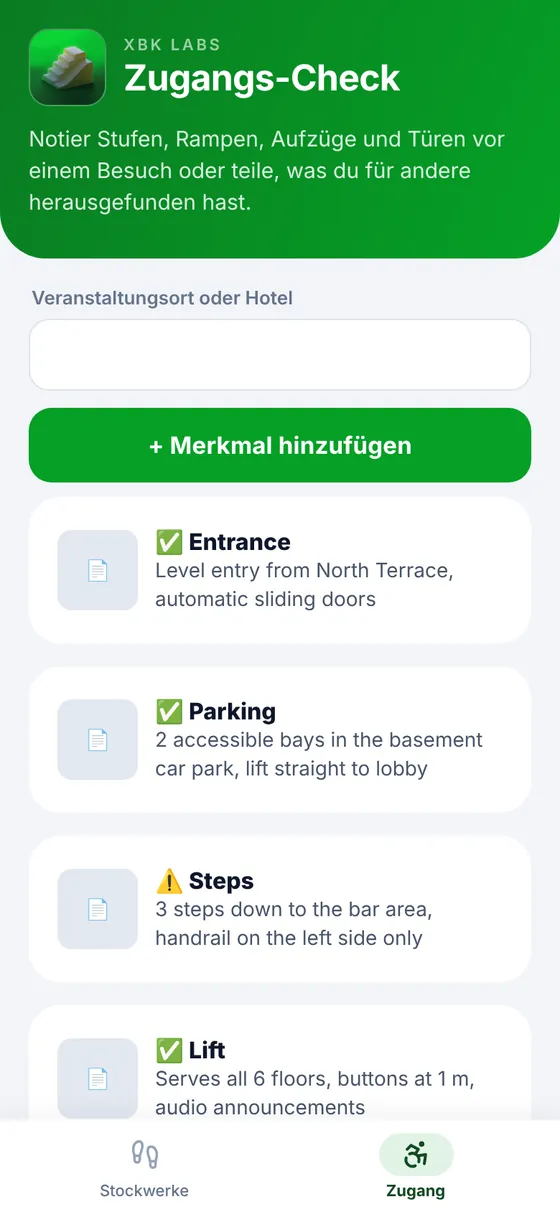 XBK LABS
Zugangs-Check
Notier Stufen, Rampen, Aufzüge und Türen vor
einem Besuch oder teile, was du für andere
herausgefunden hast.
Veranstaltungsort oder Hotel
+ Merkmal hinzufügen
✅ Entrance
Level entry from North Terrace,
automatic sliding doors
✅ Parking
2 accessible bays in the basement
car park, lift straight to lobby
⚠️ Steps
3 steps down to the bar area,
handrail on the left side only
✅ Lift
Serves all 6 floors, buttons at 1 m,
audio announcements
Stockwerke
Zugang